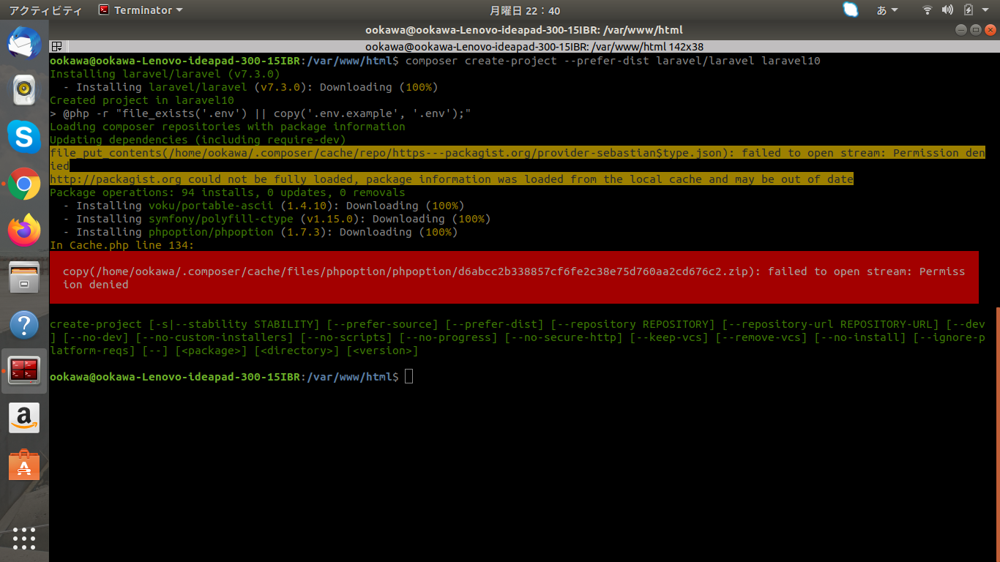 アクティビティ Terminator 月曜日 22：40 あ
ookawa@ookawa-Lenovo-ideapad-300-15IBR: /var/www/html
ookawa@ookawa-Lenovo-ideapad-300-15IBR: /var/www/html 142x38
ookawa@ookawa-Lenovo-ideapad-300-15IBR:/var/www/html$ composer create-project --prefer-dist laravel/laravel laravel10
Installing laravel/laravel (v7.3.0)
  - Installing laravel/laravel (v7.3.0): Downloading (100%)
Created project in laravel10
> @php -r "file_exists('.env') || copy('.env.example', '.env');"
Loading composer repositories with package information
Updating dependencies (including require-dev)
file_put_contents(/home/ookawa/.composer/cache/repo/https---packagist.org/provider-sebastian$type.json): failed to open stream: Permission den
ied
http://packagist.org could not be fully loaded, package information was loaded from the local cache and may be out of date
Package operations: 94 installs, 0 updates, 0 removals
  - Installing voku/portable-ascii (1.4.10): Downloading (100%)
  - Installing symfony/polyfill-ctype (v1.15.0): Downloading (100%)
  - Installing phpoption/phpoption (1.7.3): Downloading (100%)
In Cache.php line 134:
copy(/home/ookawa/.composer/cache/files/phpoption/phpoption/d6abcc2b338857cf6fe2c38e75d760aa2cd676c2.zip): failed to open stream: Permiss
ion denied
create-project [-s|--stability STABILITY] [--prefer-source] [--prefer-dist] [--repository REPOSITORY] [--repository-url REPOSITORY-URL] [--dev
] [--no-dev] [--no-custom-installers] [--no-scripts] [--no-progress] [--no-secure-http] [--keep-vcs] [--remove-vcs] [--no-install] [--ignore-p
latform-reqs] [--] [<package>] [<directory>] [<version>]
ookawa@ookawa-Lenovo-ideapad-300-15IBR:/var/www/html$